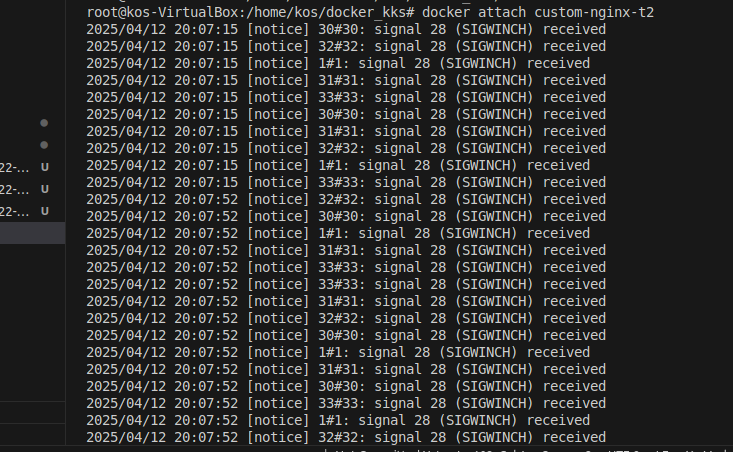 root@kos-VirtualBox:/home/kos/docker_kks# docker attach custom-nginx-t2
2025/04/12 20:07:15 [notice] 30#30: signal 28 (SIGWINCH) received
2025/04/12 20:07:15 [notice] 32#32: signal 28 (SIGWINCH) received
2025/04/12 20:07:15 [notice] 1#1: signal 28 (SIGWINCH) received
2025/04/12 20:07:15 [notice] 31#31: signal 28 (SIGWINCH) received
2025/04/12 20:07:15 [notice] 33#33: signal 28 (SIGWINCH) received
2025/04/12 20:07:15 [notice] 30#30: signal 28 (SIGWINCH) received
2025/04/12 20:07:15 [notice] 31#31: signal 28 (SIGWINCH) received
2025/04/12 20:07:15 [notice] 32#32: signal 28 (SIGWINCH) received
22-... U
2025/04/12 20:07:15 [notice] 1#1: signal 28 (SIGWINCH) received
2025/04/12 20:07:15 [notice] 33#33: signal 28 (SIGWINCH) received
22-... U
2025/04/12 20:07:52 [notice] 32#32: signal 28 (SIGWINCH) received
22-... U
2025/04/12 20:07:52 [notice] 30#30: signal 28 (SIGWINCH) received
2025/04/12 20:07:52 [notice] 1#1: signal 28 (SIGWINCH) received
2025/04/12 20:07:52 [notice] 31#31: signal 28 (SIGWINCH) received
2025/04/12 20:07:52 [notice] 33#33: signal 28 (SIGWINCH) received
2025/04/12 20:07:52 [notice] 33#33: signal 28 (SIGWINCH) received
2025/04/12 20:07:52 [notice] 31#31: signal 28 (SIGWINCH) received
2025/04/12 20:07:52 [notice] 32#32: signal 28 (SIGWINCH) received
2025/04/12 20:07:52 [notice] 30#30: signal 28 (SIGWINCH) received
2025/04/12 20:07:52 [notice] 1#1: signal 28 (SIGWINCH) received
2025/04/12 20:07:52 [notice] 31#31: signal 28 (SIGWINCH) received
2025/04/12 20:07:52 [notice] 30#30: signal 28 (SIGWINCH) received
2025/04/12 20:07:52 [notice] 33#33: signal 28 (SIGWINCH) received
2025/04/12 20:07:52 [notice] 1#1: signal 28 (SIGWINCH) received
2025/04/12 20:07:52 [notice] 32#32: signal 28 (SIGWINCH) received